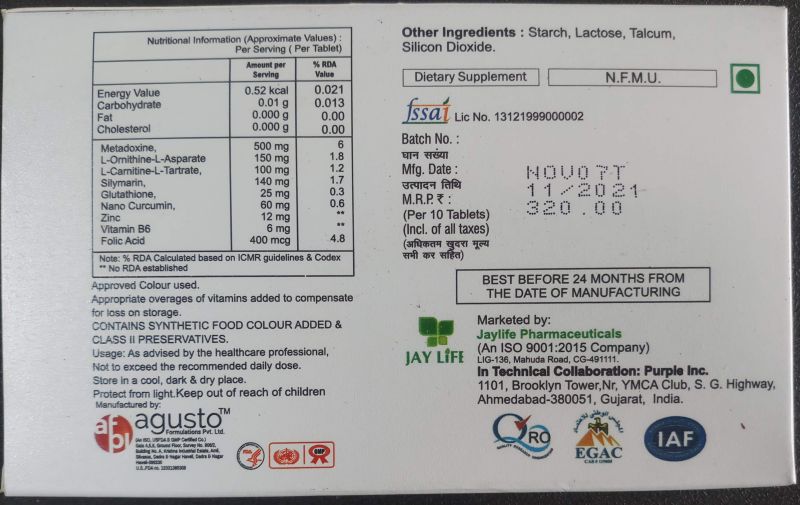 Nutritional Information (Approximate Values) :
Per Serving ( Per Tablet)
Amount per Serving % RDA Value
Energy Value 0.52 kcal 0.021
Carbohydrate 0.01 g 0.013
Fat 0.000 g 0.00
Cholesterol 0.000 g 0.00
Metadoxine, 500 mg 6
L-Ornithine-L-Asparate 150 mg 1.8
L-Carnitine-L-Tartrate, 100 mg 1.2
Silymarin, 140 mg 1.7
Glutathione, 25 mg 0.3
Nano Curcumin, 60 mg 0.6
Zinc 12 mg **
Vitamin B6 6 mg **
Folic Acid 400 mcg 4.8
Note: % RDA Calculated based on ICMR guidelines & Codex
** No RDA established
Approved Colour used.
Appropriate overages of vitamins added to compensate
for loss on storage.
CONTAINS SYNTHETIC FOOD COLOUR ADDED &
CLASS II PRESERVATIVES.
Usage: As advised by the healthcare professional,
Not to exceed the recommended daily dose.
Store in a cool, dark & dry place.
Protect from light.Keep out of reach of children
Manufactured by:
afpl agusto™
Formulations Pvt. Ltd.
(An ISO, USFDA & GMP Certified Co.)
GMP
Other Ingredients : Starch, Lactose, Talcum,
Silicon Dioxide.
Dietary Supplement N.F.M.U.
fssai Lic No. 13121999000002
Batch No. :
घान संख्या
NOV07T
Mfg. Date :
उत्पादन तिथि
11/2021
M.R.P. ₹ :
320.00
(Per 10 Tablets)
(Incl. of all taxes)
(अधिकतम खुदरा मूल्य
सभी कर सहित)
BEST BEFORE 24 MONTHS FROM
THE DATE OF MANUFACTURING
JAY LIFE
Marketed by:
Jaylife Pharmaceuticals
(An ISO 9001:2015 Company)
LIG-136, Mahuda Road, CG-491111.
In Technical Collaboration: Purple Inc.
1101, Brooklyn Tower,Nr, YMCA Club, S. G. Highway,
Ahmedabad-380051, Gujarat, India.
QRO
EGAC
IAF